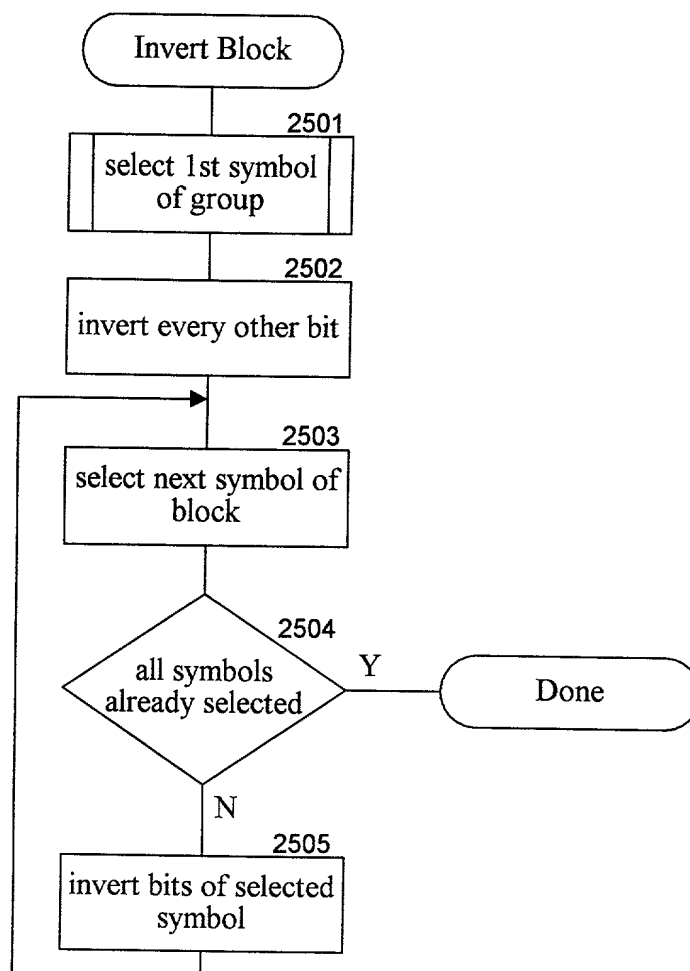 Invert Block
2501
select 1st symbol
of group
2502
invert every other bit
2503
select next symbol of
block
2504
all symbols
already selected
Y
Done
N
2505
invert bits of selected
symbol